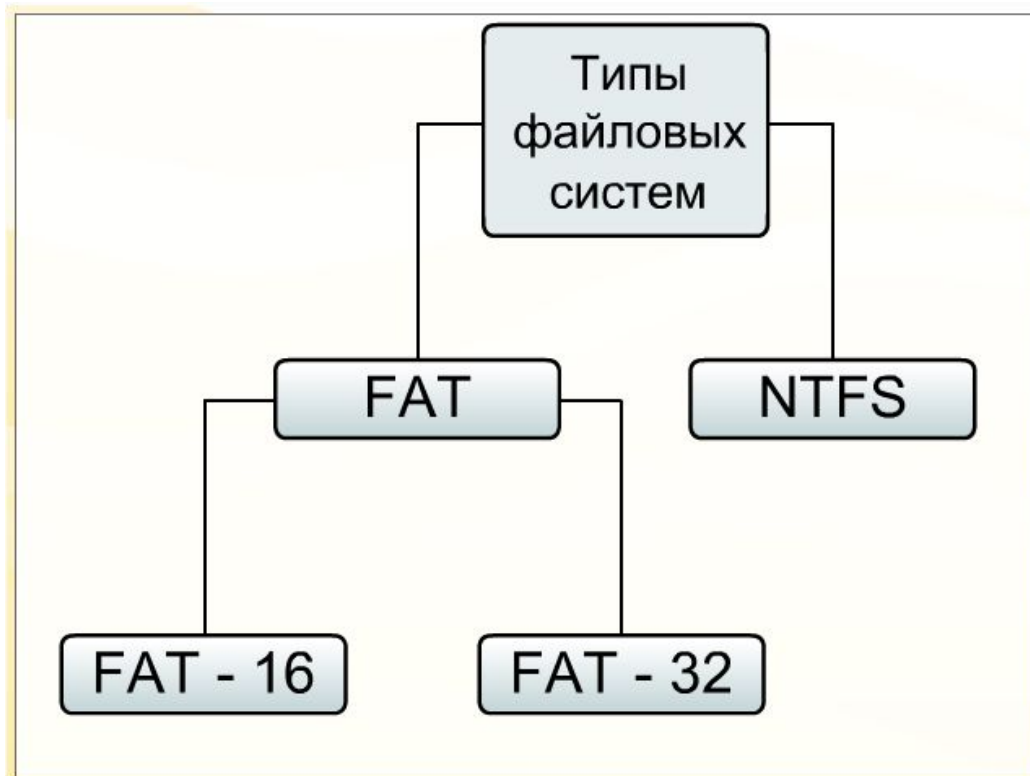 Типы
файловых
систем
FAT
NTFS
FAT - 16
FAT - 32